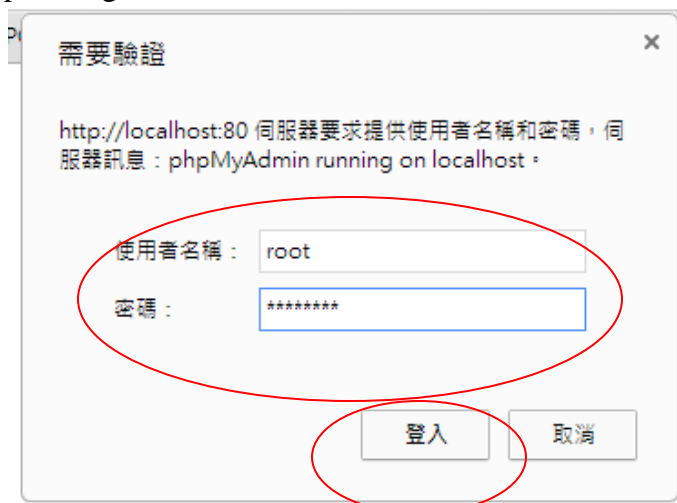 需要驗證
×
http://localhost:80 伺服器要求提供使用者名稱和密碼，伺
服器訊息：phpMyAdmin running on localhost。
使用者名稱： root
密碼： ********
登入 取消